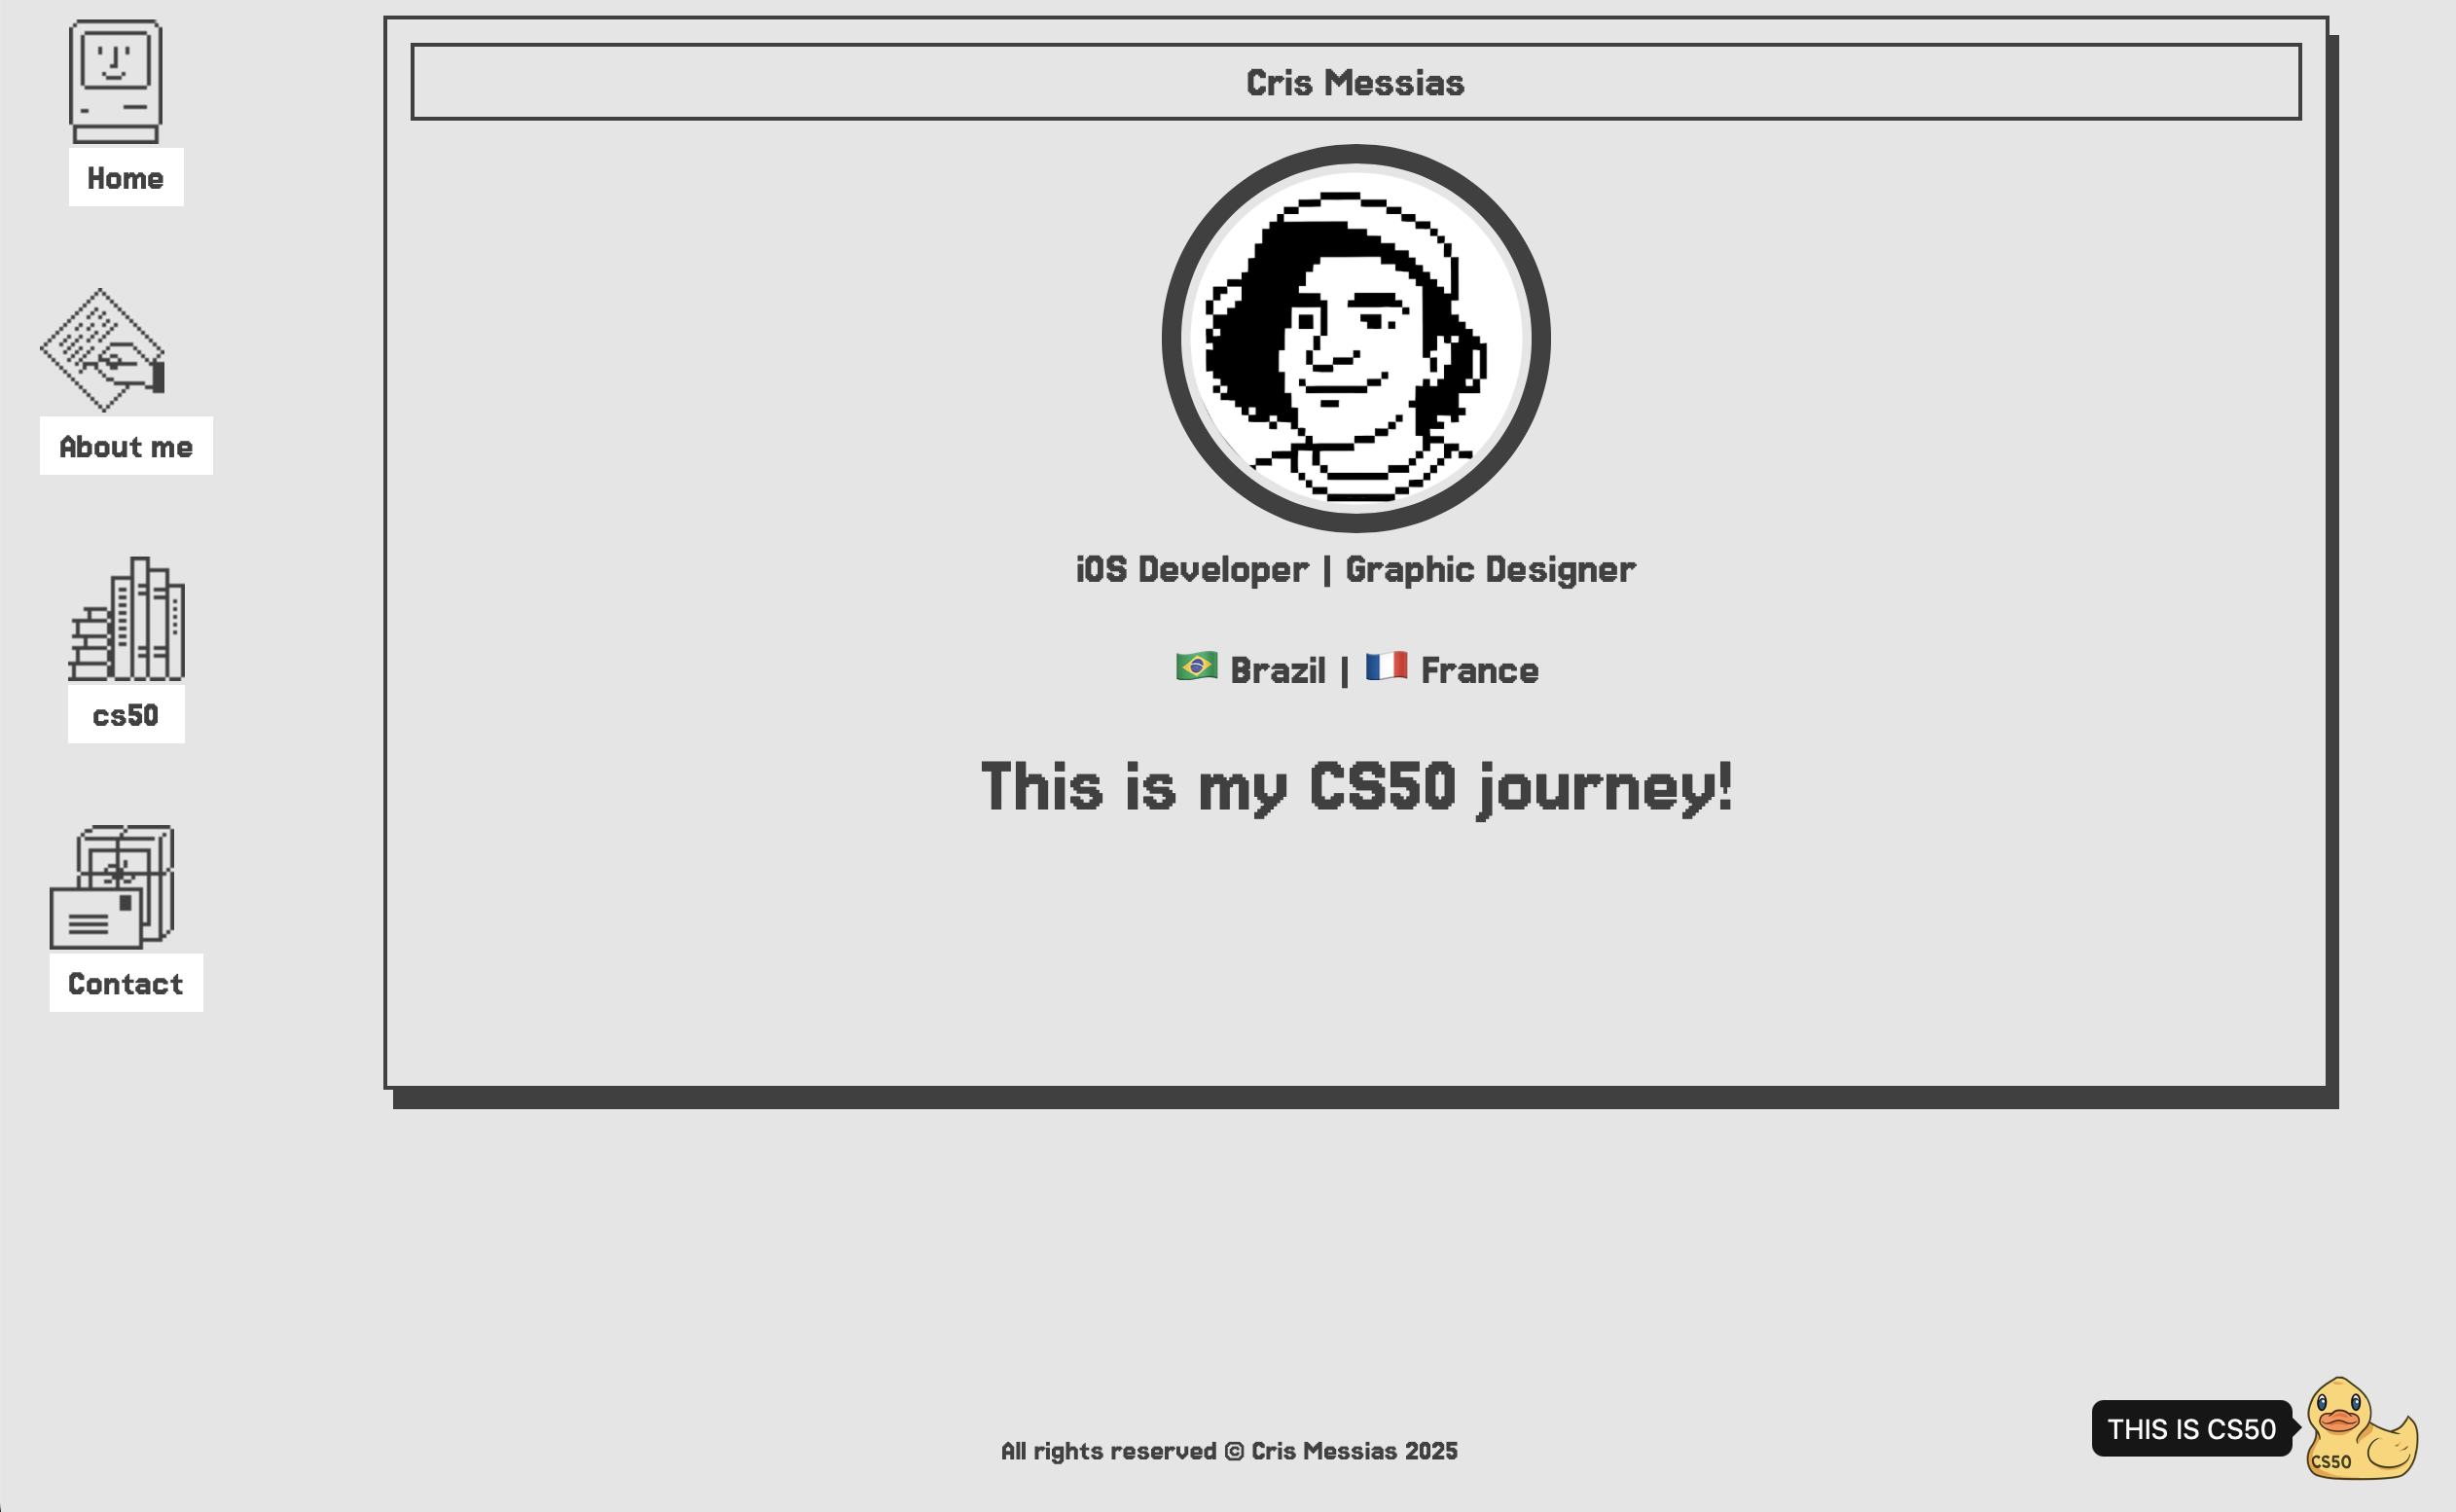 Home
About me
cs50
Contact
Cris Messias
iOS Developer | Graphic Designer
🇧🇷 Brazil | 🇫🇷 France
This is my CS50 journey!
All rights reserved © Cris Messias 2025
THIS IS CS50
CS50